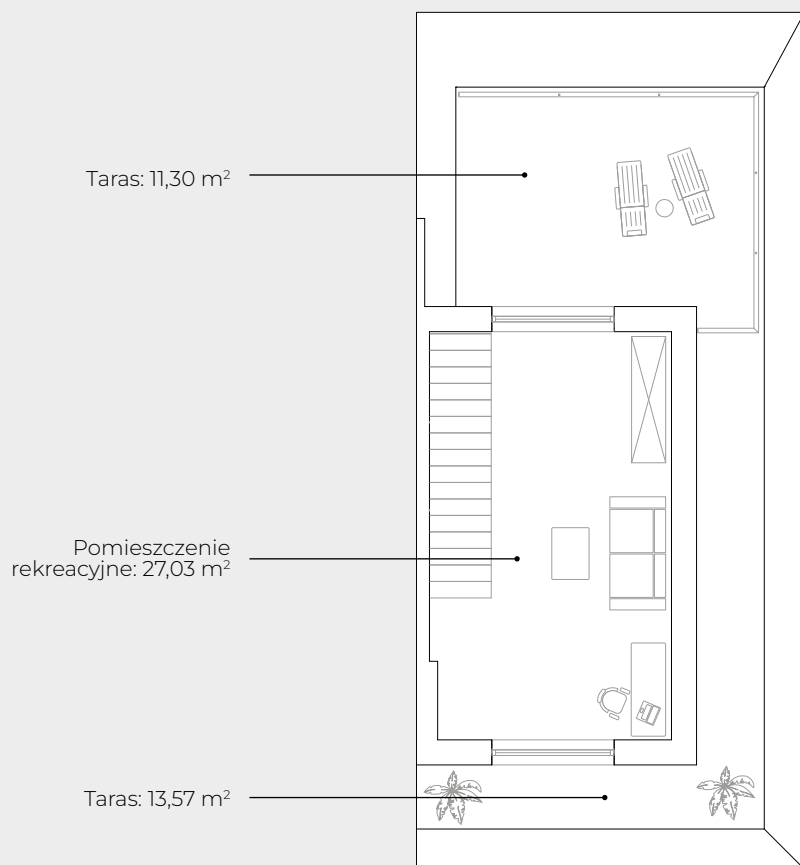 Taras: 11,30 m²
Pomieszczenie
rekreacyjne: 27,03 m²
Taras: 13,57 m²